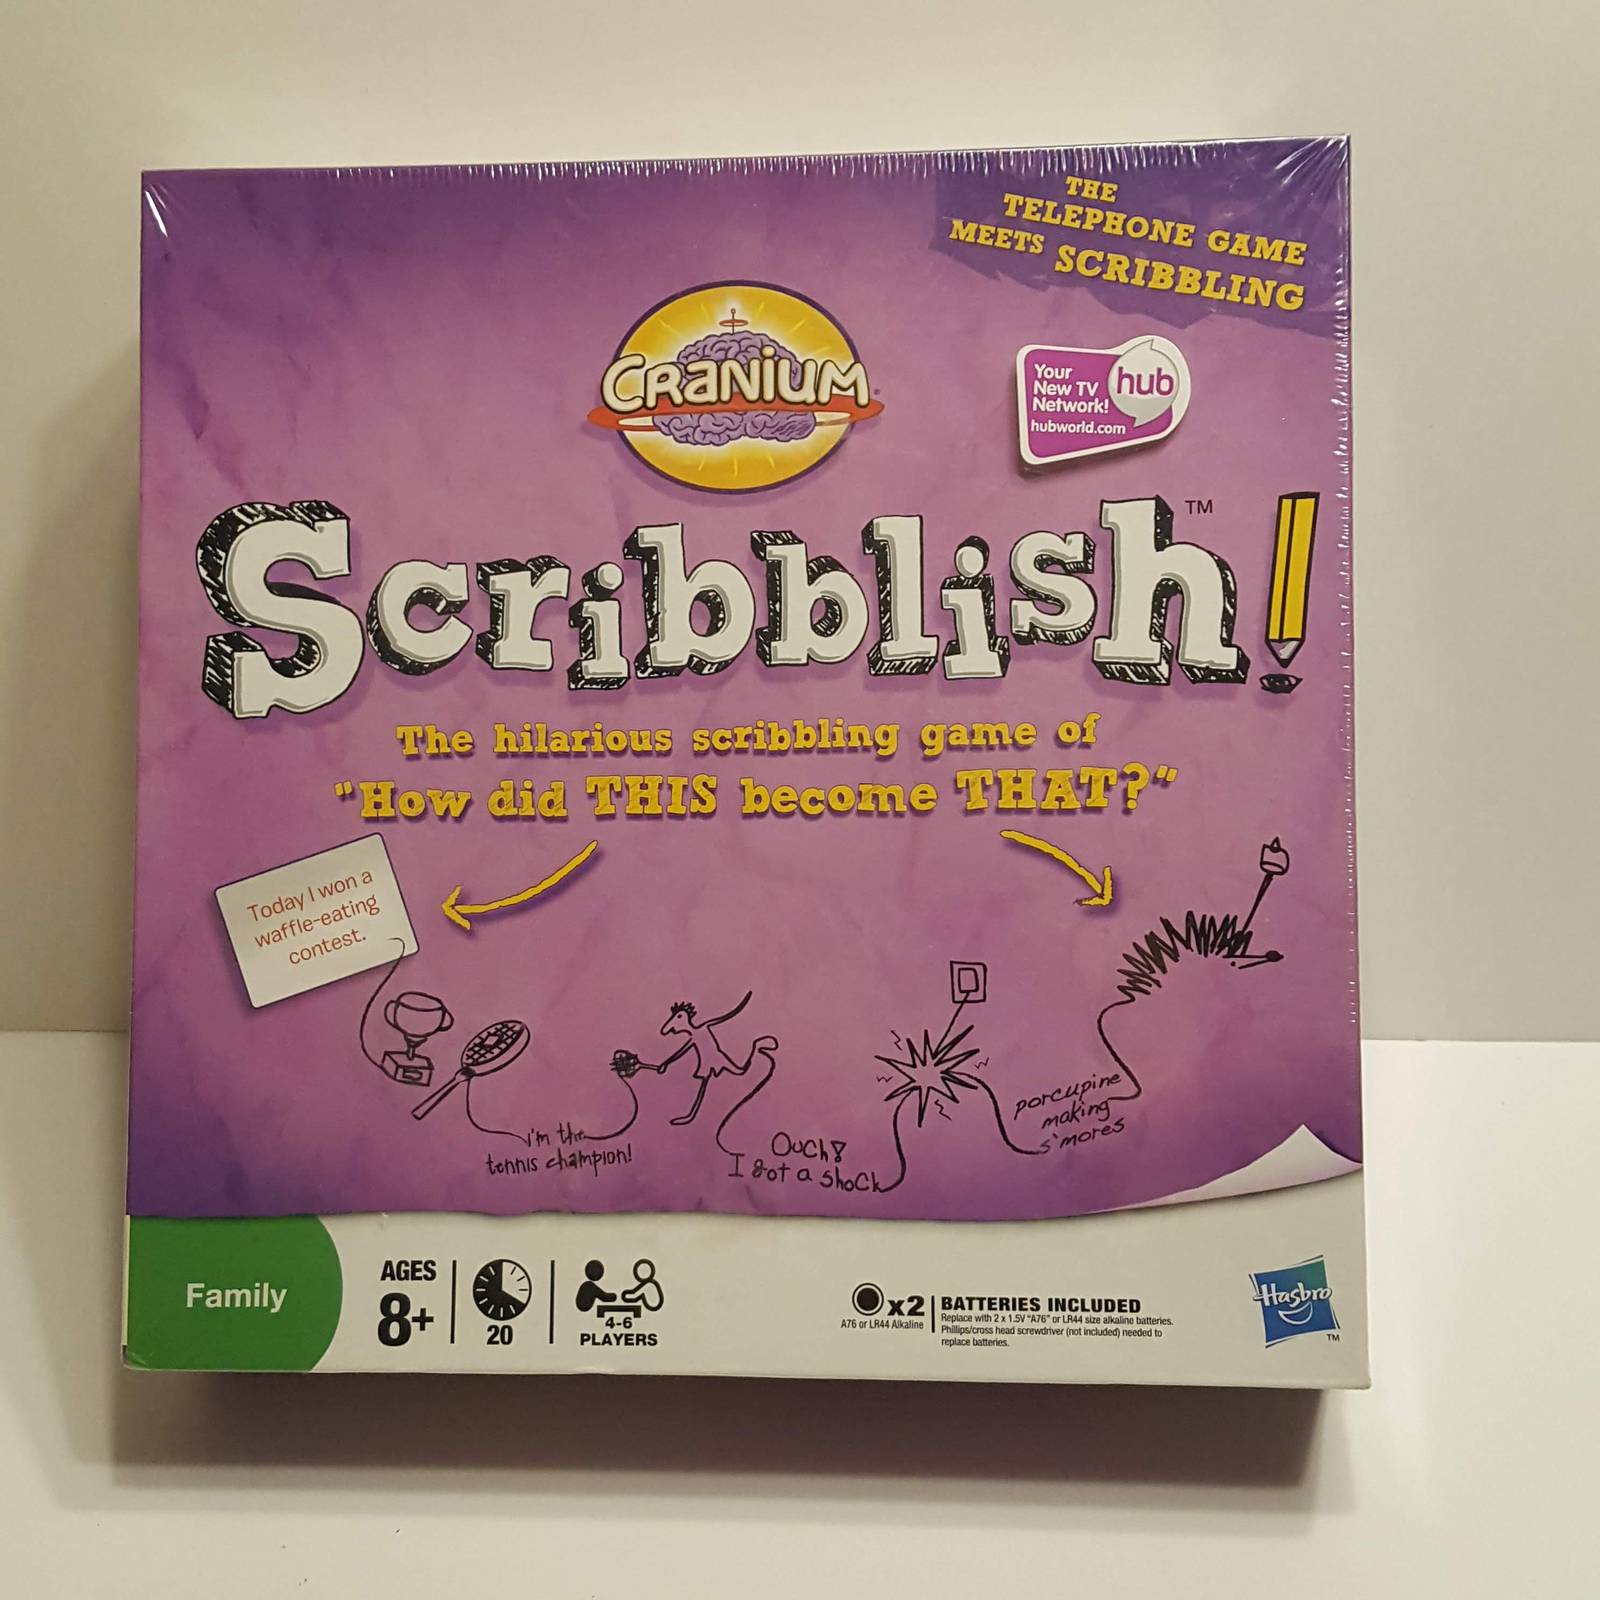 THE
TELEPHONE GAME
MEETS SCRIBBLING
CRANIUM
Your
New TV
Network!
hub
hubworld.com
Scribblish!™
The hilarious scribbling game of
"How did THIS become THAT?"
Today I won a
waffle-eating
contest.
I'm the
tennis champion!
Ouch!
I got a shock
porcupine
making
s'mores
Family
AGES
8+
20
4-6
PLAYERS
x2
A76 or LR44 Alkaline
BATTERIES INCLUDED
Replace with 2 x 1.5V "A76" or LR44 size alkaline batteries.
Phillips/cross head screwdriver (not included) needed to
replace batteries.
Hasbro
TM